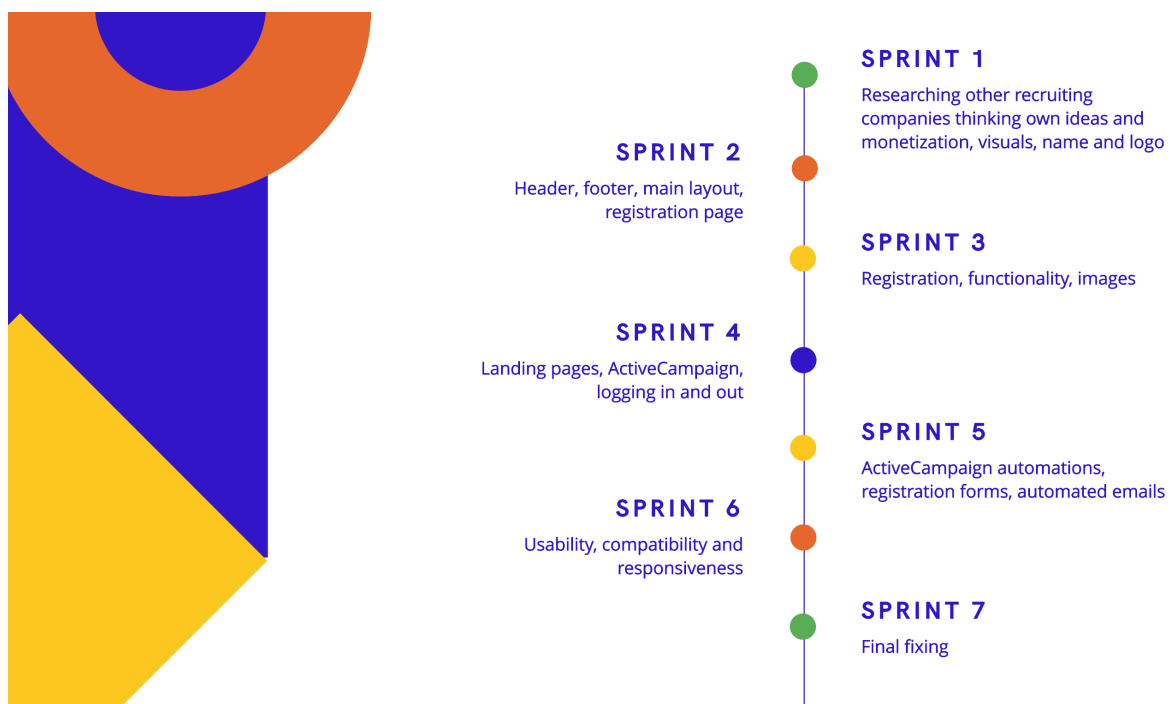 SPRINT 1
Researching other recruiting
companies thinking own ideas and
monetization, visuals, name and logo
SPRINT 2
Header, footer, main layout,
registration page
SPRINT 3
Registration, functionality, images
SPRINT 4
Landing pages, ActiveCampaign,
logging in and out
SPRINT 5
ActiveCampaign automations,
registration forms, automated emails
SPRINT 6
Usability, compatibility and
responsiveness
SPRINT 7
Final fixing